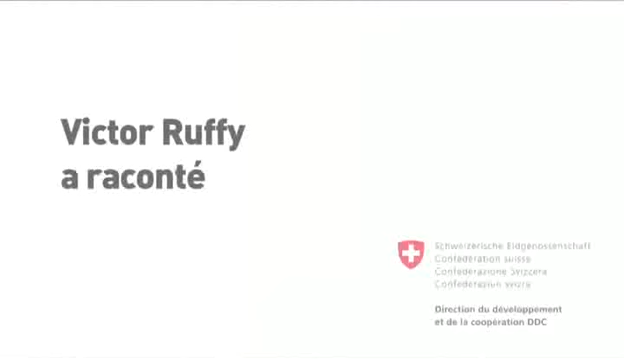 Victor Ruffy
a raconté
Schweizerische Eidgenossenschaft
Confédération suisse
Confederazione Svizzera
Confederaziun svizra
Direction du développement
et de la coopération DDC